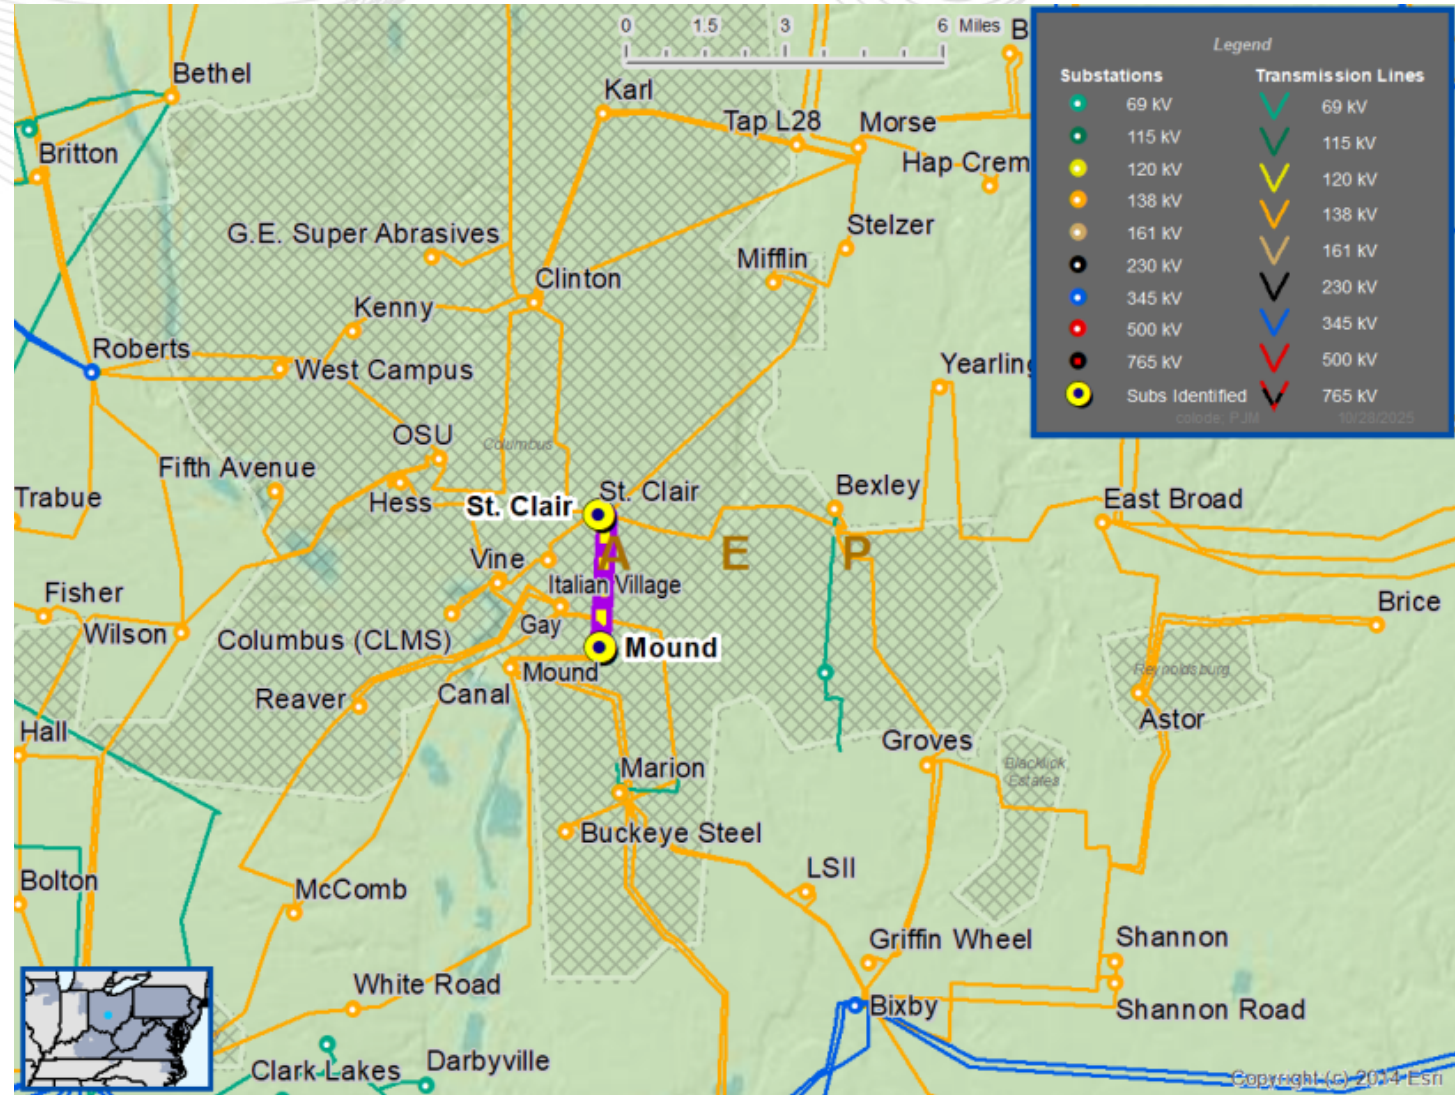 0 1.5 3 6 Miles
B
Bethel
Karl
Tap L28
Morse
Britton
Hap Crem
G.E. Super Abrasives
Stelzer
Mifflin
Clinton
Kenny
Roberts
West Campus
Yearling
OSU
Columbus
Fifth Avenue
Hess
St. Clair
St. Clair
Bexley
East Broad
Trabue
A E P
Vine
Italian Village
Fisher
Wilson
Gay
Brice
Columbus (CLMS)
Mound
Mound
Reynoldsburg
Reaver
Canal
Astor
Hall
Groves
Marion
Blacklick
Estates
Buckeye Steel
Bolton
McComb
LSII
Griffin Wheel
Shannon
White Road
Bixby
Shannon Road
Clark Lakes
Darbyville
Copyright (c) 2014 Esri
Legend
Substations
69 kV
115 kV
120 kV
138 kV
161 kV
230 kV
345 kV
500 kV
765 kV
Subs Identified
Transmission Lines
69 kV
115 kV
120 kV
138 kV
161 kV
230 kV
345 kV
500 kV
765 kV
colode: PJM 10/28/2025